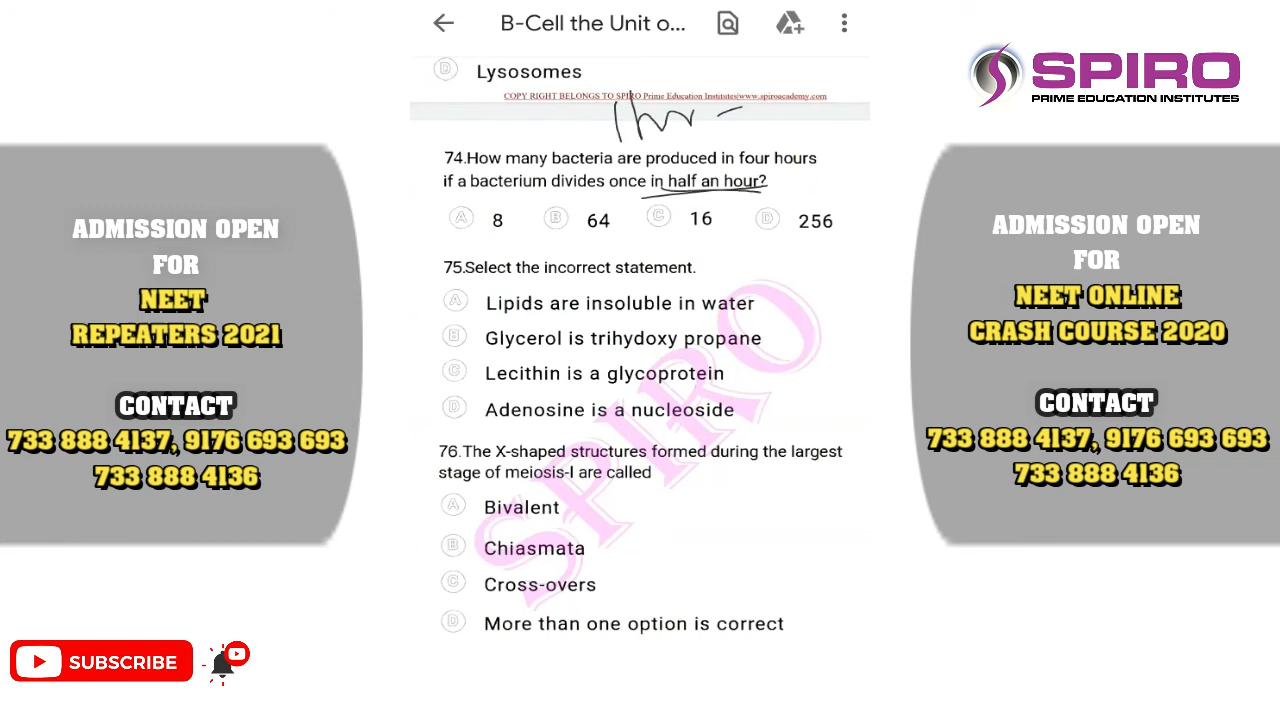 B-Cell the Unit o...
D Lysosomes
COPY RIGHT BELONGS TO SPIRO Prime Education Institutes|www.spiroacademy.com
1 hr -
74.How many bacteria are produced in four hours
if a bacterium divides once in half an hour?
A 8 B 64 C 16 D 256
75.Select the incorrect statement.
A Lipids are insoluble in water
B Glycerol is trihydoxy propane
C Lecithin is a glycoprotein
D Adenosine is a nucleoside
76.The X-shaped structures formed during the largest
stage of meiosis-I are called
A Bivalent
B Chiasmata
C Cross-overs
D More than one option is correct
SPIRO
ADMISSION OPEN
FOR
NEET
REPEATERS 2021
CONTACT
733 888 4137, 9176 693 693
733 888 4136
SUBSCRIBE
SPIRO
PRIME EDUCATION INSTITUTES
ADMISSION OPEN
FOR
NEET ONLINE
CRASH COURSE 2020
CONTACT
733 888 4137, 9176 693 693
733 888 4136